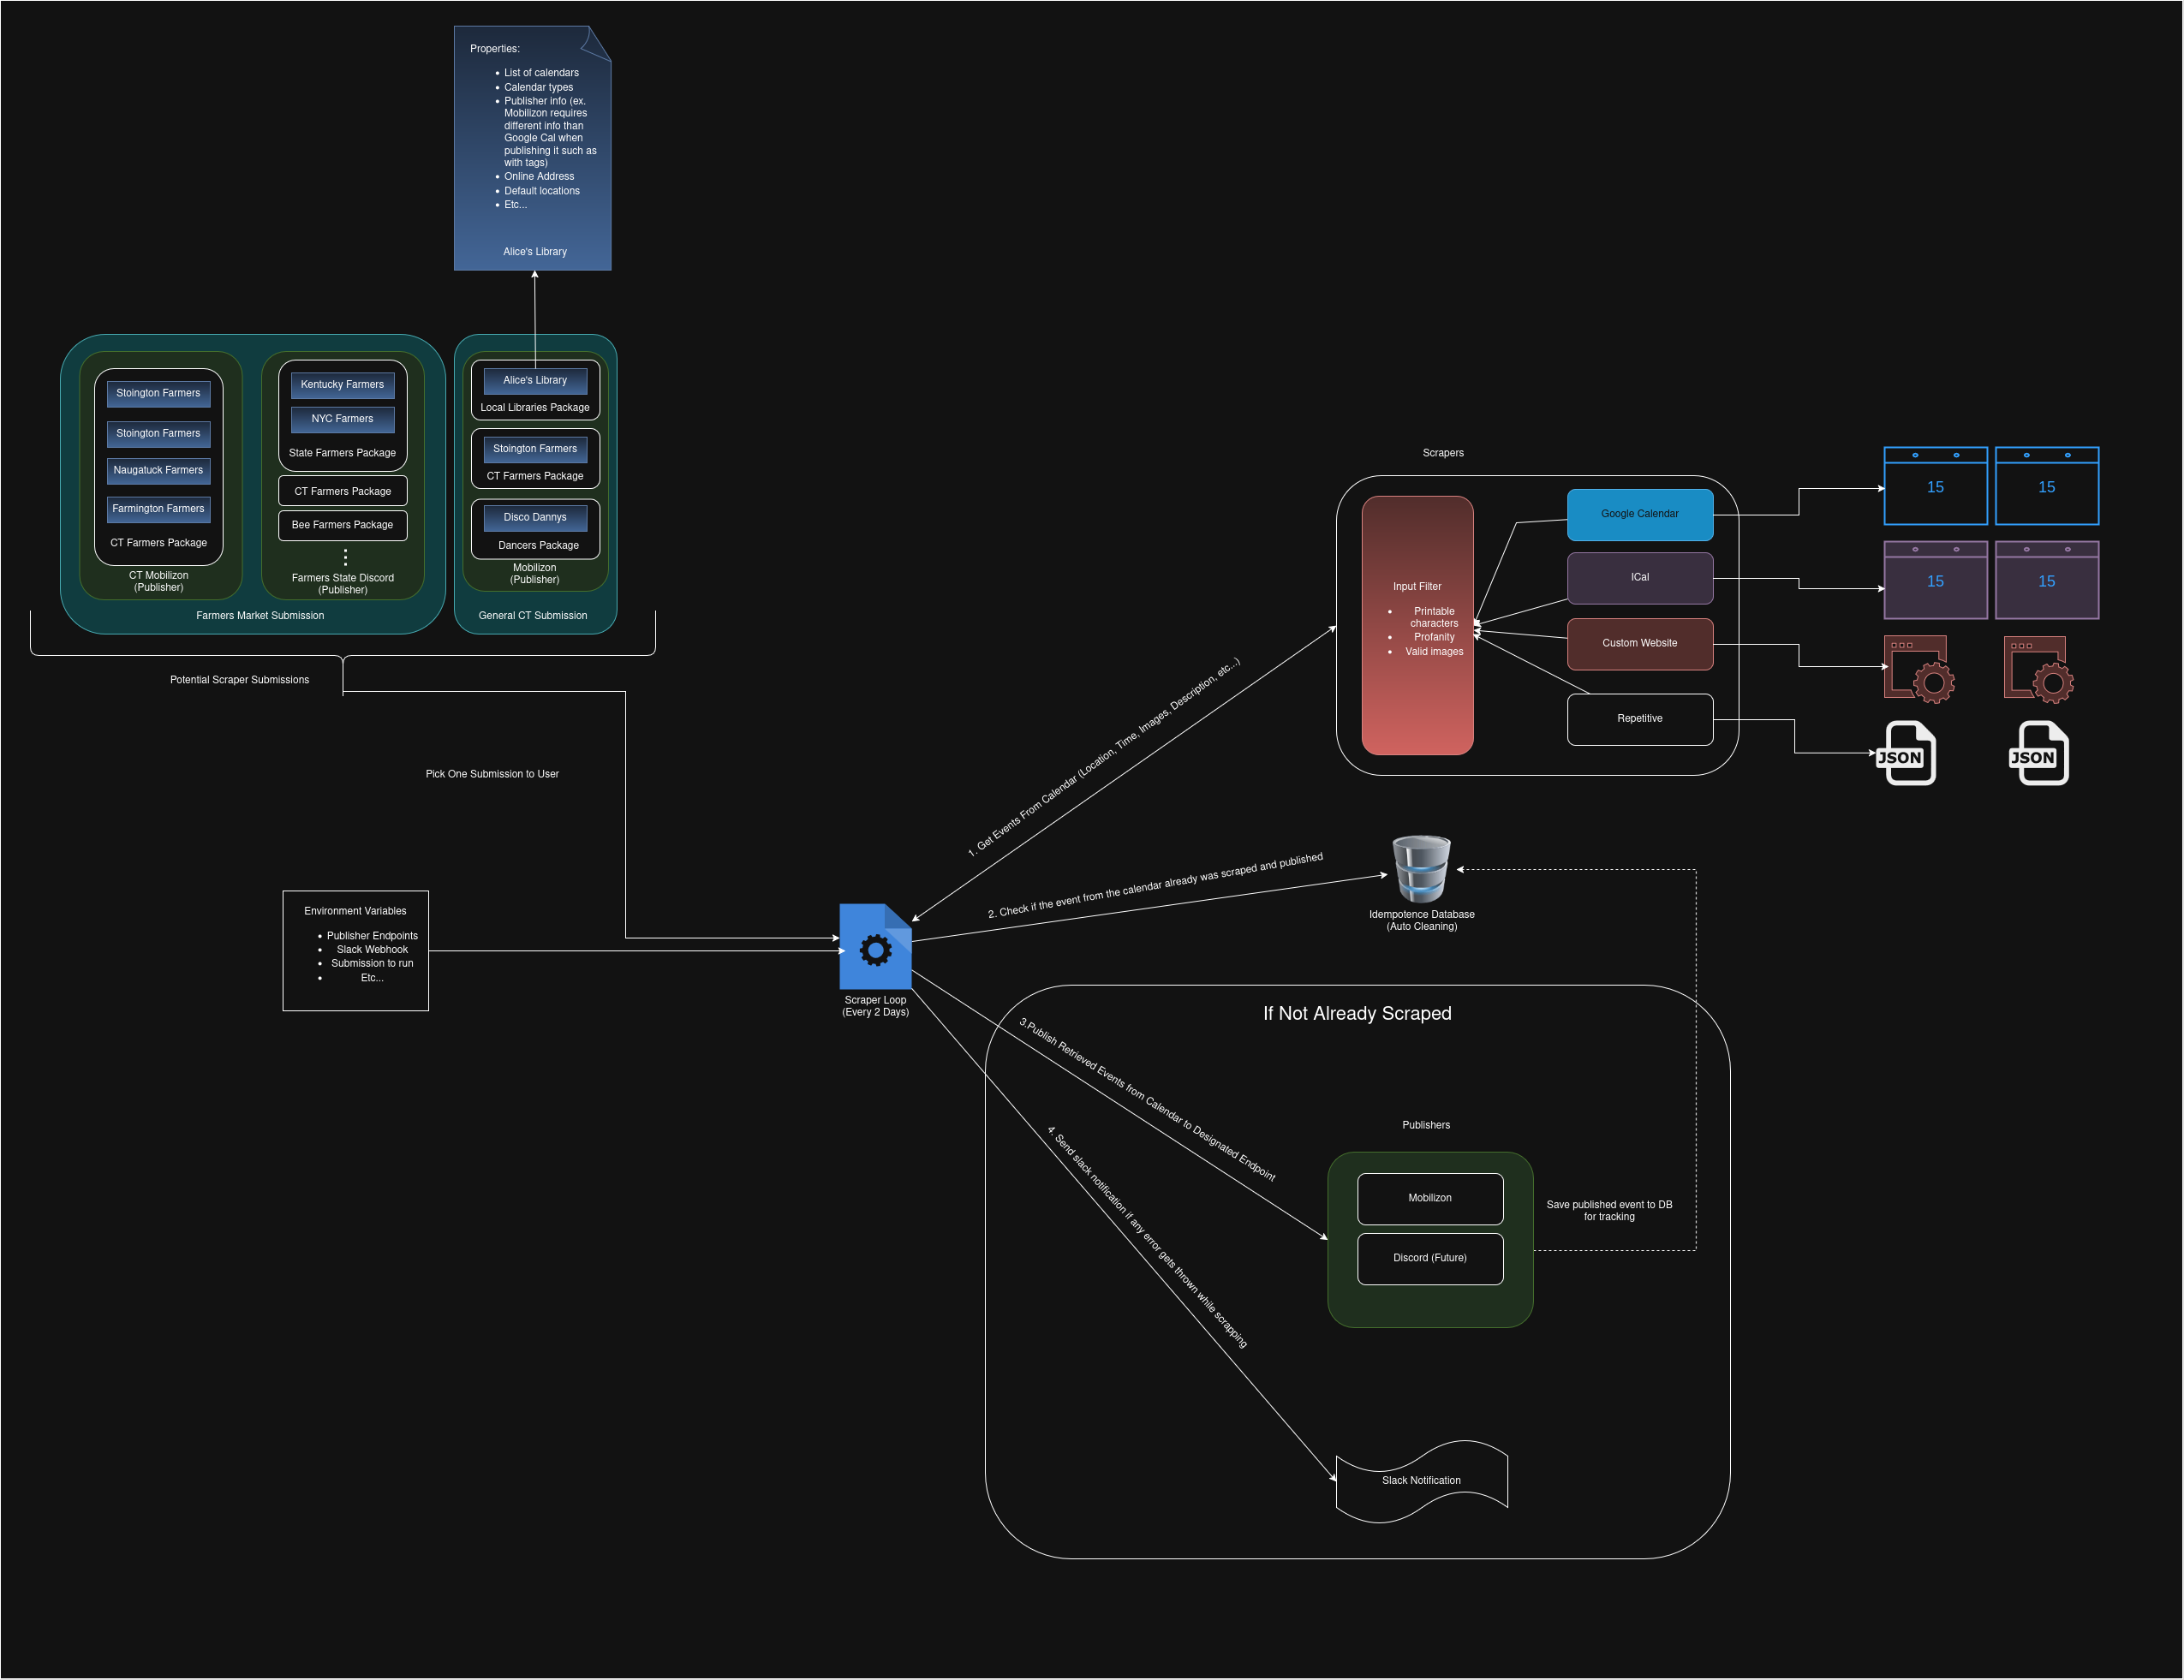 Properties:
List of calendars
Calendar types
Publisher info (ex.
Mobilizon requires
different info than
Google Cal when
publishing it such as
with tags)
Online Address
Default locations
Etc...
Alice's Library
Stoington Farmers
Stoington Farmers
Naugatuck Farmers
Farmington Farmers
CT Farmers Package
CT Mobilizon
(Publisher)
Kentucky Farmers
NYC Farmers
State Farmers Package
CT Farmers Package
Bee Farmers Package
Farmers State Discord
(Publisher)
Farmers Market Submission
Alice's Library
Local Libraries Package
Stoington Farmers
CT Farmers Package
Disco Dannys
Dancers Package
Mobilizon
(Publisher)
General CT Submission
Potential Scraper Submissions
Pick One Submission to User
Environment Variables
Publisher Endpoints
Slack Webhook
Submission to run
Etc...
Scraper Loop
(Every 2 Days)
1. Get Events From Calendar (Location, Time, Images, Description, etc...)
2. Check if the event from the calendar already was scraped and published
3.Publish Retrieved Events from Calendar to Designated Endpoint
4. Send slack notification if any error gets thrown while scrapping
Scrapers
Input Filter
Printable
characters
Profanity
Valid images
Google Calendar
ICal
Custom Website
Repetitive
15
15
15
15
JSON
JSON
Idempotence Database
(Auto Cleaning)
If Not Already Scraped
Publishers
Mobilizon
Discord (Future)
Save published event to DB
for tracking
Slack Notification